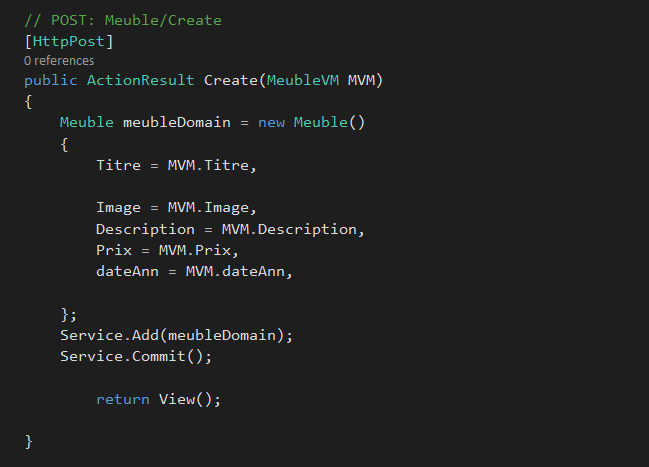 // POST: Meuble/Create
[HttpPost]
0 references
public ActionResult Create(MeubleVM MVM)
{
Meuble meubleDomain = new Meuble()
{
Titre = MVM.Titre,
Image = MVM.Image,
Description = MVM.Description,
Prix = MVM.Prix,
dateAnn = MVM.dateAnn,
};
Service.Add(meubleDomain);
Service.Commit();
return View();
}